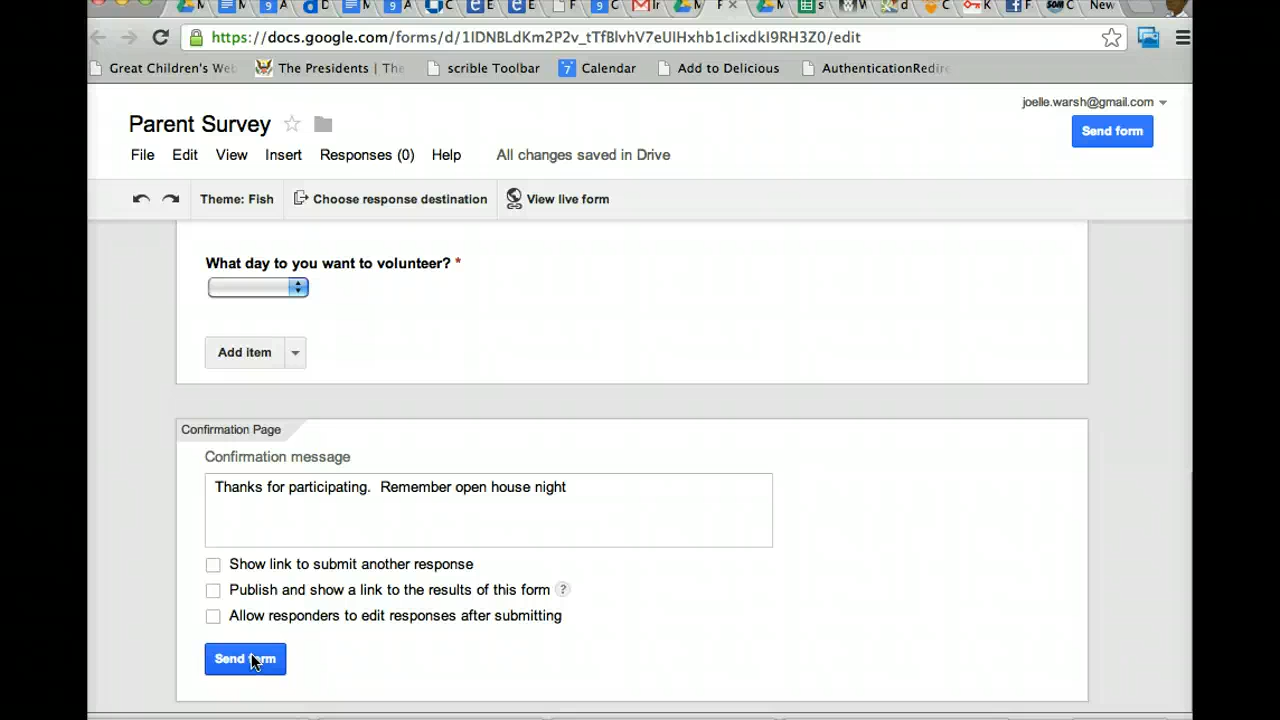 https://docs.google.com/forms/d/1IDNBLdKm2P2v_tTfBlvhV7eUlHxhb1clixdkI9RH3Z0/edit
Great Children's Web The Presidents | The scrible Toolbar Calendar Add to Delicious AuthenticationRedire
joelle.warsh@gmail.com
Parent Survey
Send form
File Edit View Insert Responses (0) Help All changes saved in Drive
Theme: Fish Choose response destination View live form
What day to you want to volunteer? *
Add item
Confirmation Page
Confirmation message
Thanks for participating. Remember open house night
Show link to submit another response
Publish and show a link to the results of this form ?
Allow responders to edit responses after submitting
Send form